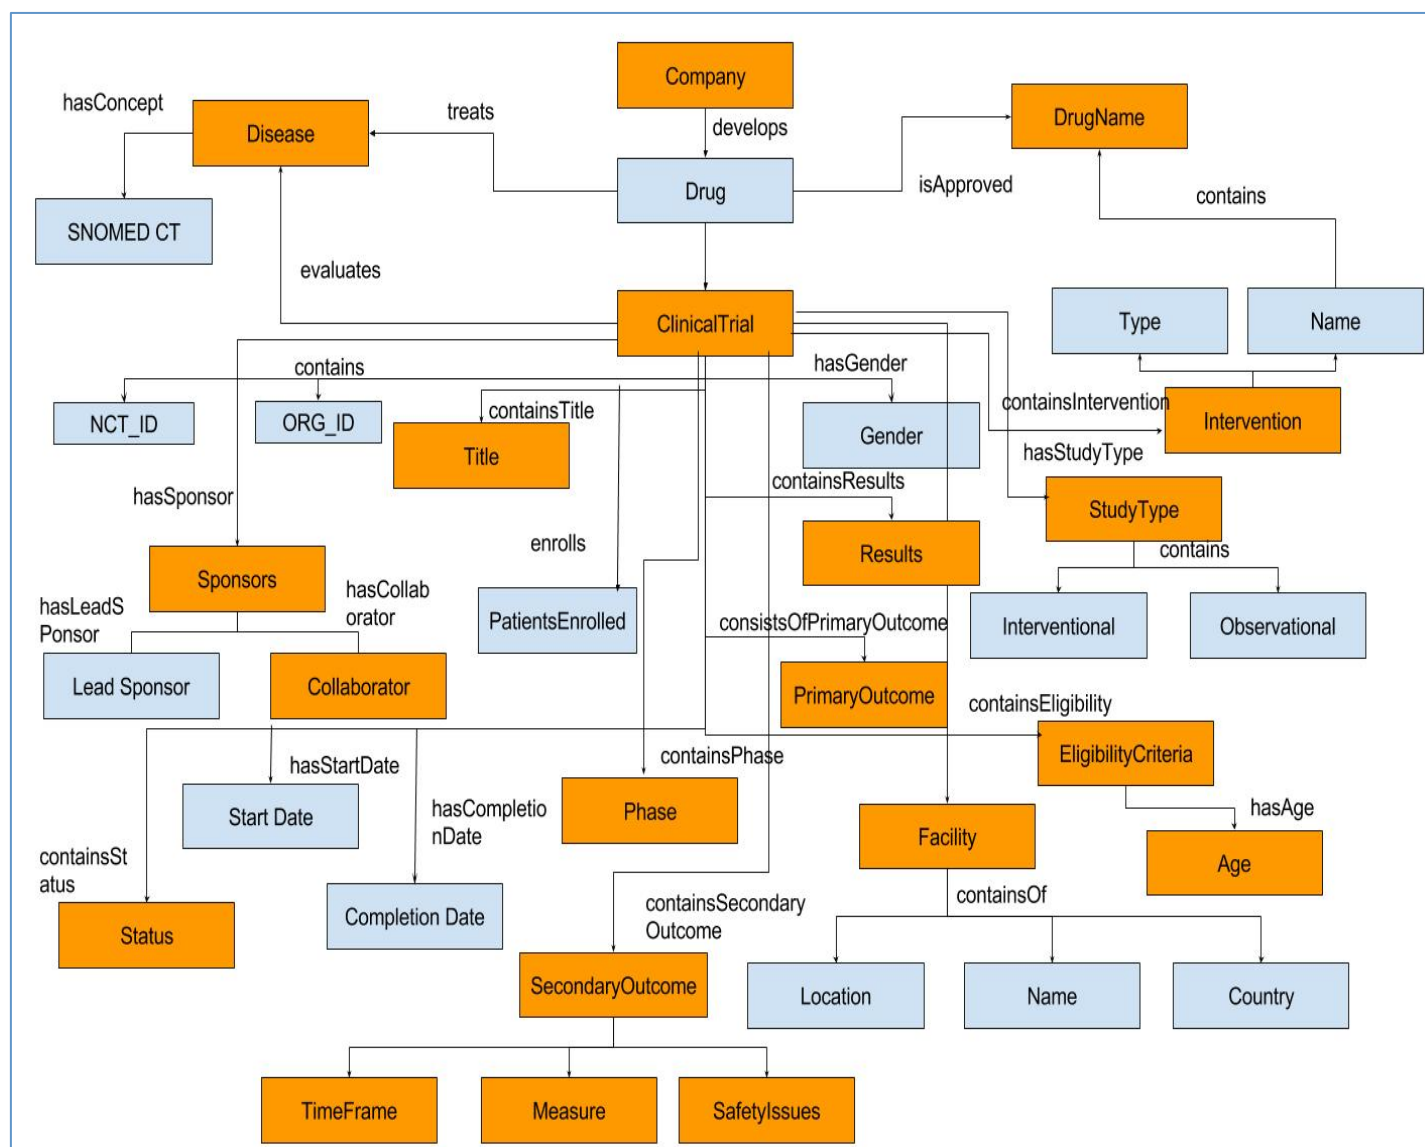 Company
hasConcept
Disease
treats
develops
DrugName
Drug
isApproved
contains
SNOMED CT
evaluates
ClinicalTrial
Type
Name
contains
hasGender
NCT_ID
ORG_ID
containsTitle
Title
Gender
containsIntervention
Intervention
hasStudyType
containsResults
StudyType
hasSponsor
enrolls
Results
contains
Sponsors
hasLeadS
Ponsor
hasCollab
orator
PatientsEnrolled
consistsOfPrimaryOutcome
Interventional
Observational
Lead Sponsor
Collaborator
PrimaryOutcome
containsEligibility
EligibilityCriteria
hasStartDate
containsPhase
Start Date
hasCompletio
nDate
Phase
Facility
hasAge
Age
containsSt
atus
Status
Completion Date
containsSecondary
Outcome
containsOf
SecondaryOutcome
Location
Name
Country
TimeFrame
Measure
SafetyIssues